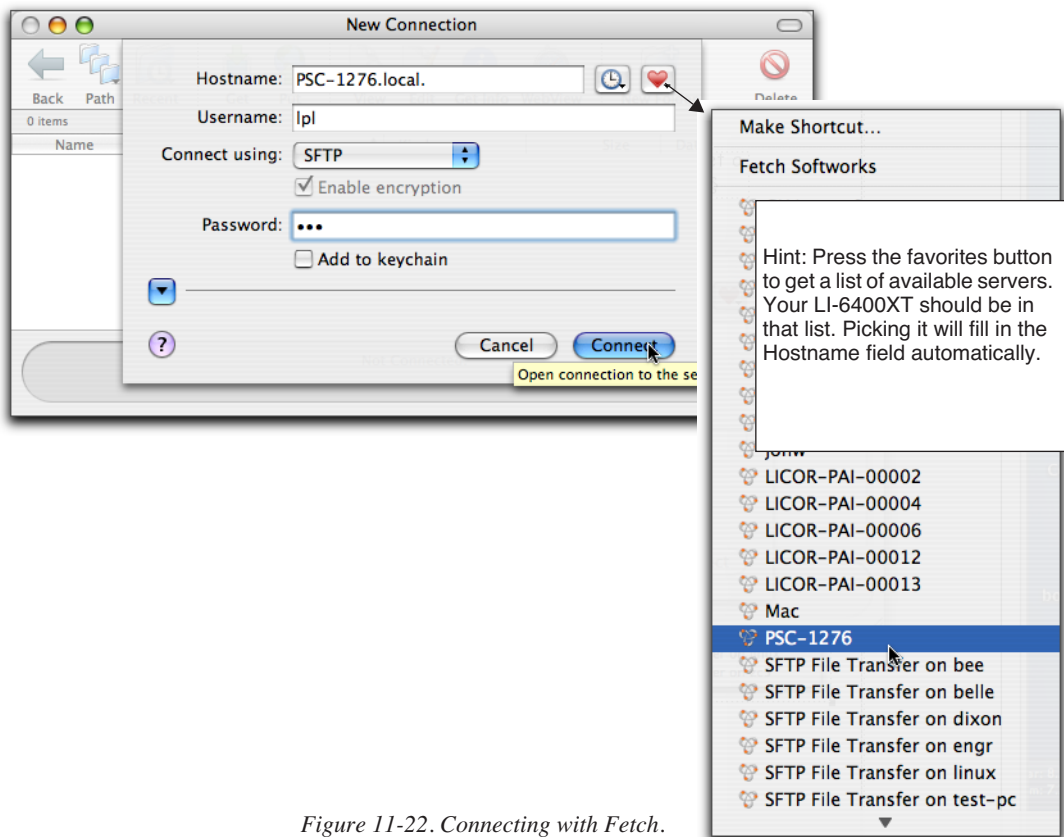 New Connection
Back Path
Delete
0 items
Name
Hostname: PSC-1276.local.
Username: lpl
Connect using: SFTP
Enable encryption
Password: •••
Add to keychain
?
Cancel Connect
Open connection to the se
Make Shortcut...
Fetch Softworks
Hint: Press the favorites button
to get a list of available servers.
Your LI-6400XT should be in
that list. Picking it will fill in the
Hostname field automatically.
LICOR-PAI-00002
LICOR-PAI-00004
LICOR-PAI-00006
LICOR-PAI-00012
LICOR-PAI-00013
Mac
PSC-1276
SFTP File Transfer on bee
SFTP File Transfer on belle
SFTP File Transfer on dixon
SFTP File Transfer on engr
SFTP File Transfer on linux
SFTP File Transfer on test-pc
Figure 11-22. Connecting with Fetch.